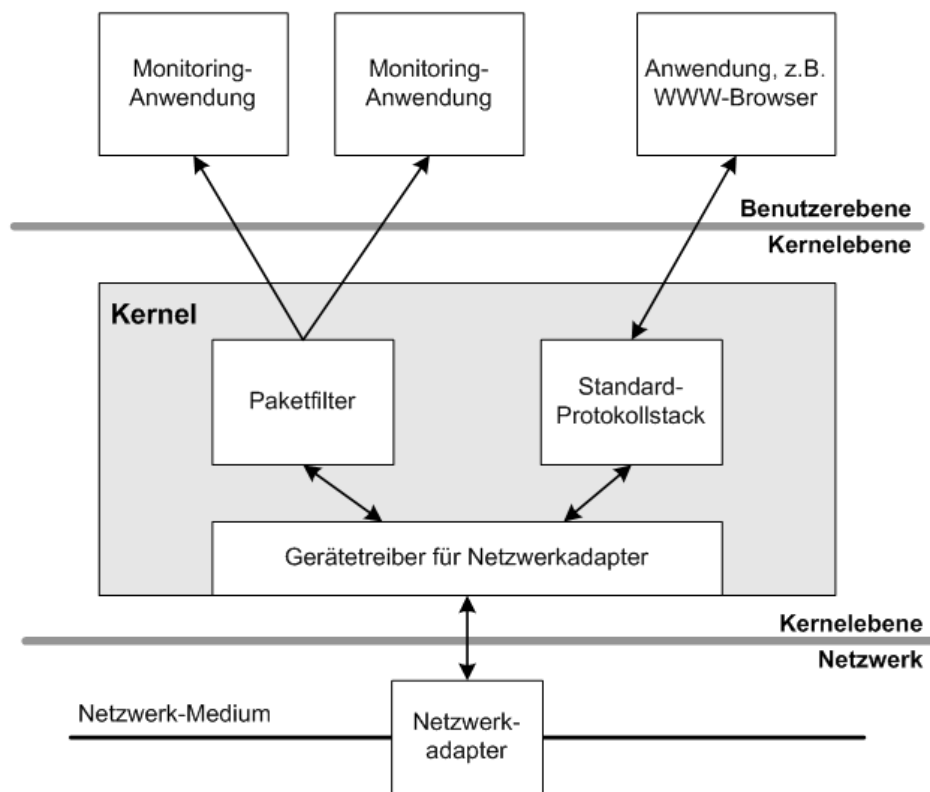 Monitoring-
Anwendung
Monitoring-
Anwendung
Anwendung, z.B.
WWW-Browser
Benutzerebene
Kernelebene
Kernel
Paketfilter
Standard-
Protokollstack
Gerätetreiber für Netzwerkadapter
Kernelebene
Netzwerk
Netzwerk-Medium
Netzwerk-
adapter